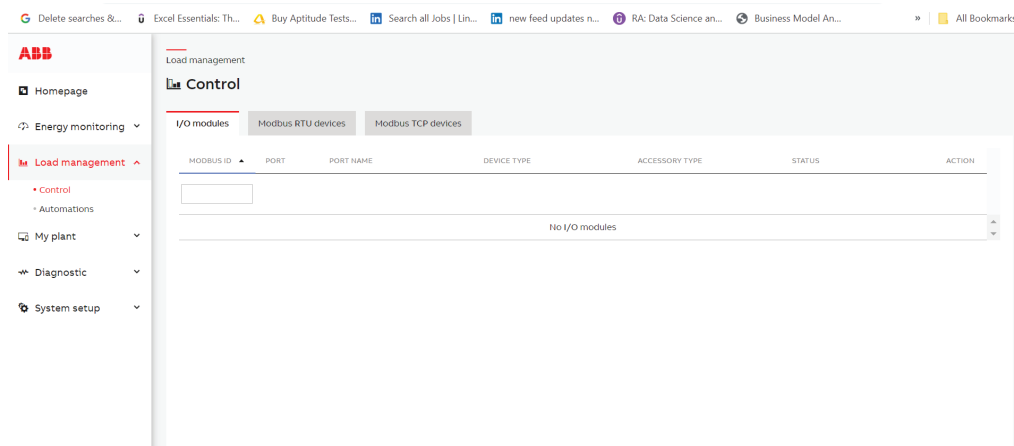 Delete searches &... Excel Essentials: Th... Buy Aptitude Tests... Search all Jobs | Lin... new feed updates n... RA: Data Science an... Business Model An... » All Bookmarks
ABB
Homepage
Energy monitoring
Load management
Control
Automations
My plant
Diagnostic
System setup
Load management
Control
I/O modules Modbus RTU devices Modbus TCP devices
MODBUS ID PORT PORT NAME DEVICE TYPE ACCESSORY TYPE STATUS ACTION
No I/O modules